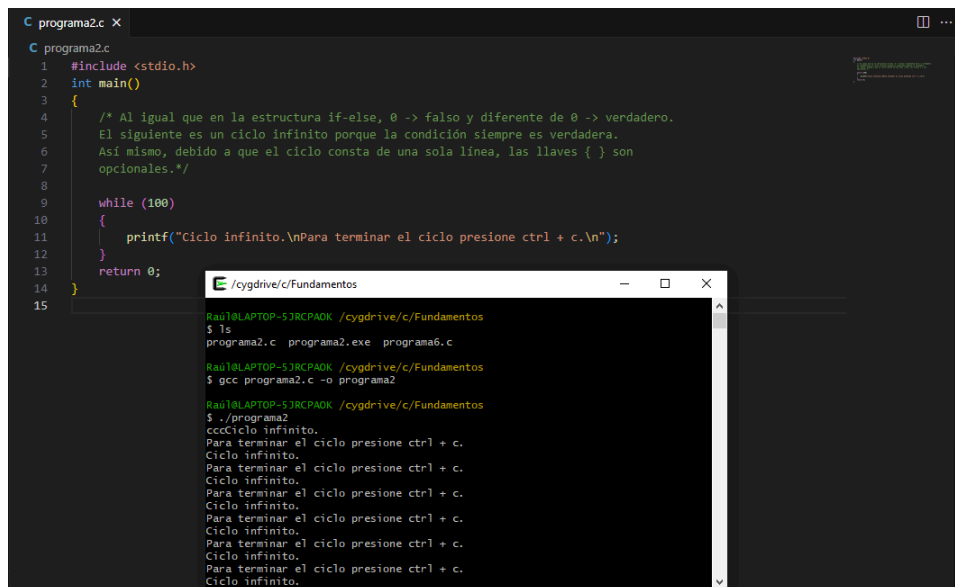 programa2.c
programa2.c
1 #include <stdio.h>
2 int main()
3 {
4 /* Al igual que en la estructura if-else, 0 -> falso y diferente de 0 -> verdadero.
5 El siguiente es un ciclo infinito porque la condición siempre es verdadera.
6 Así mismo, debido a que el ciclo consta de una sola línea, las llaves { } son
7 opcionales.*/
8
9 while (100)
10 {
11 printf("Ciclo infinito.\nPara terminar el ciclo presione ctrl + c.\n");
12 }
13 return 0;
14 }
15
/cygdrive/c/Fundamentos
Raúl@LAPTOP-5JRCPAOK /cygdrive/c/Fundamentos
$ ls
programa2.c programa2.exe programa6.c
Raúl@LAPTOP-5JRCPAOK /cygdrive/c/Fundamentos
$ gcc programa2.c -o programa2
Raúl@LAPTOP-5JRCPAOK /cygdrive/c/Fundamentos
$ ./programa2
cccCiclo infinito.
Para terminar el ciclo presione ctrl + c.
Ciclo infinito.
Para terminar el ciclo presione ctrl + c.
Ciclo infinito.
Para terminar el ciclo presione ctrl + c.
Ciclo infinito.
Para terminar el ciclo presione ctrl + c.
Ciclo infinito.
Para terminar el ciclo presione ctrl + c.
Ciclo infinito.
Para terminar el ciclo presione ctrl + c.
Ciclo infinito.